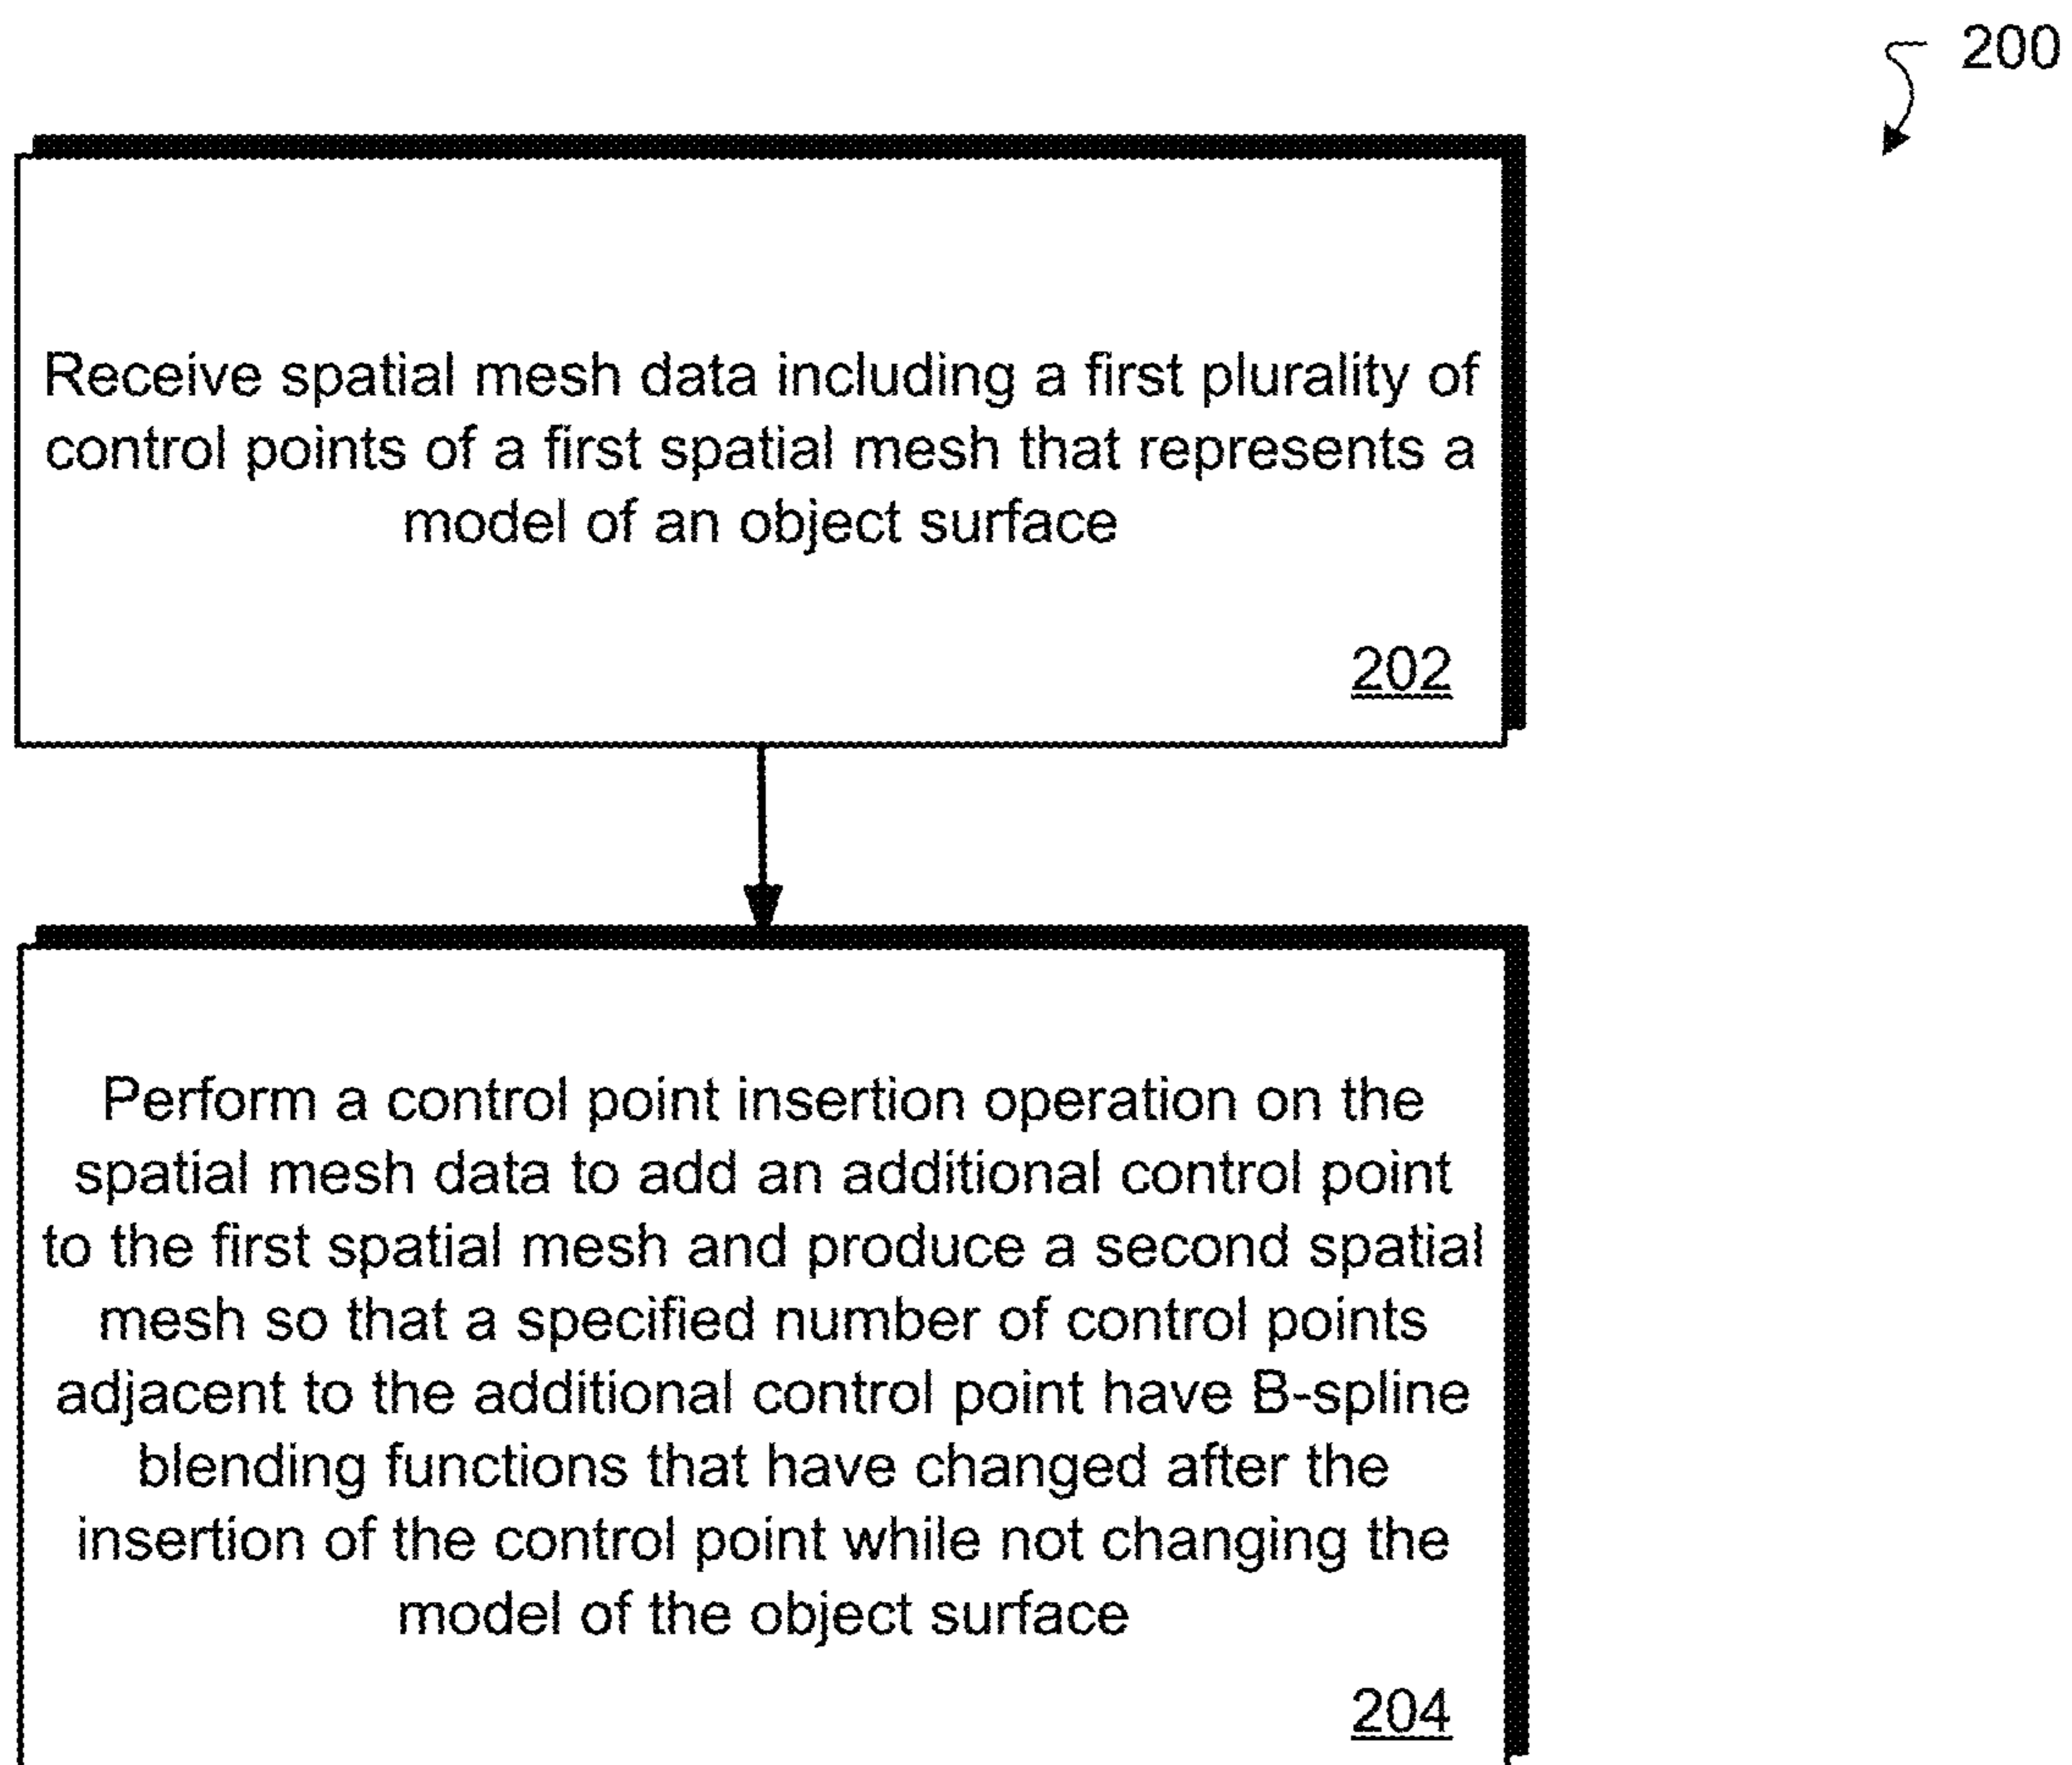 200
Receive spatial mesh data including a first plurality of
control points of a first spatial mesh that represents a
model of an object surface
202
Perform a control point insertion operation on the
spatial mesh data to add an additional control point
to the first spatial mesh and produce a second spatial
mesh so that a specified number of control points
adjacent to the additional control point have B-spline
blending functions that have changed after the
insertion of the control point while not changing the
model of the object surface
204